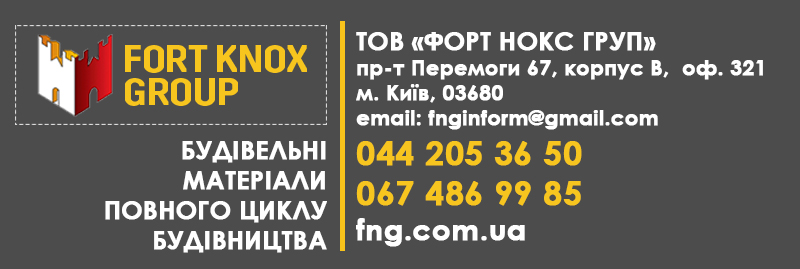 FORT KNOX
GROUP
БУДІВЕЛЬНІ
МАТЕРІАЛИ
ПОВНОГО ЦИКЛУ
БУДІВНИЦТВА
ТОВ «ФОРТ НОКС ГРУП»
пр-т Перемоги 67, корпус В, оф. 321
м. Київ, 03680
email: fnginform@gmail.com
044 205 36 50
067 486 99 85
fng.com.ua